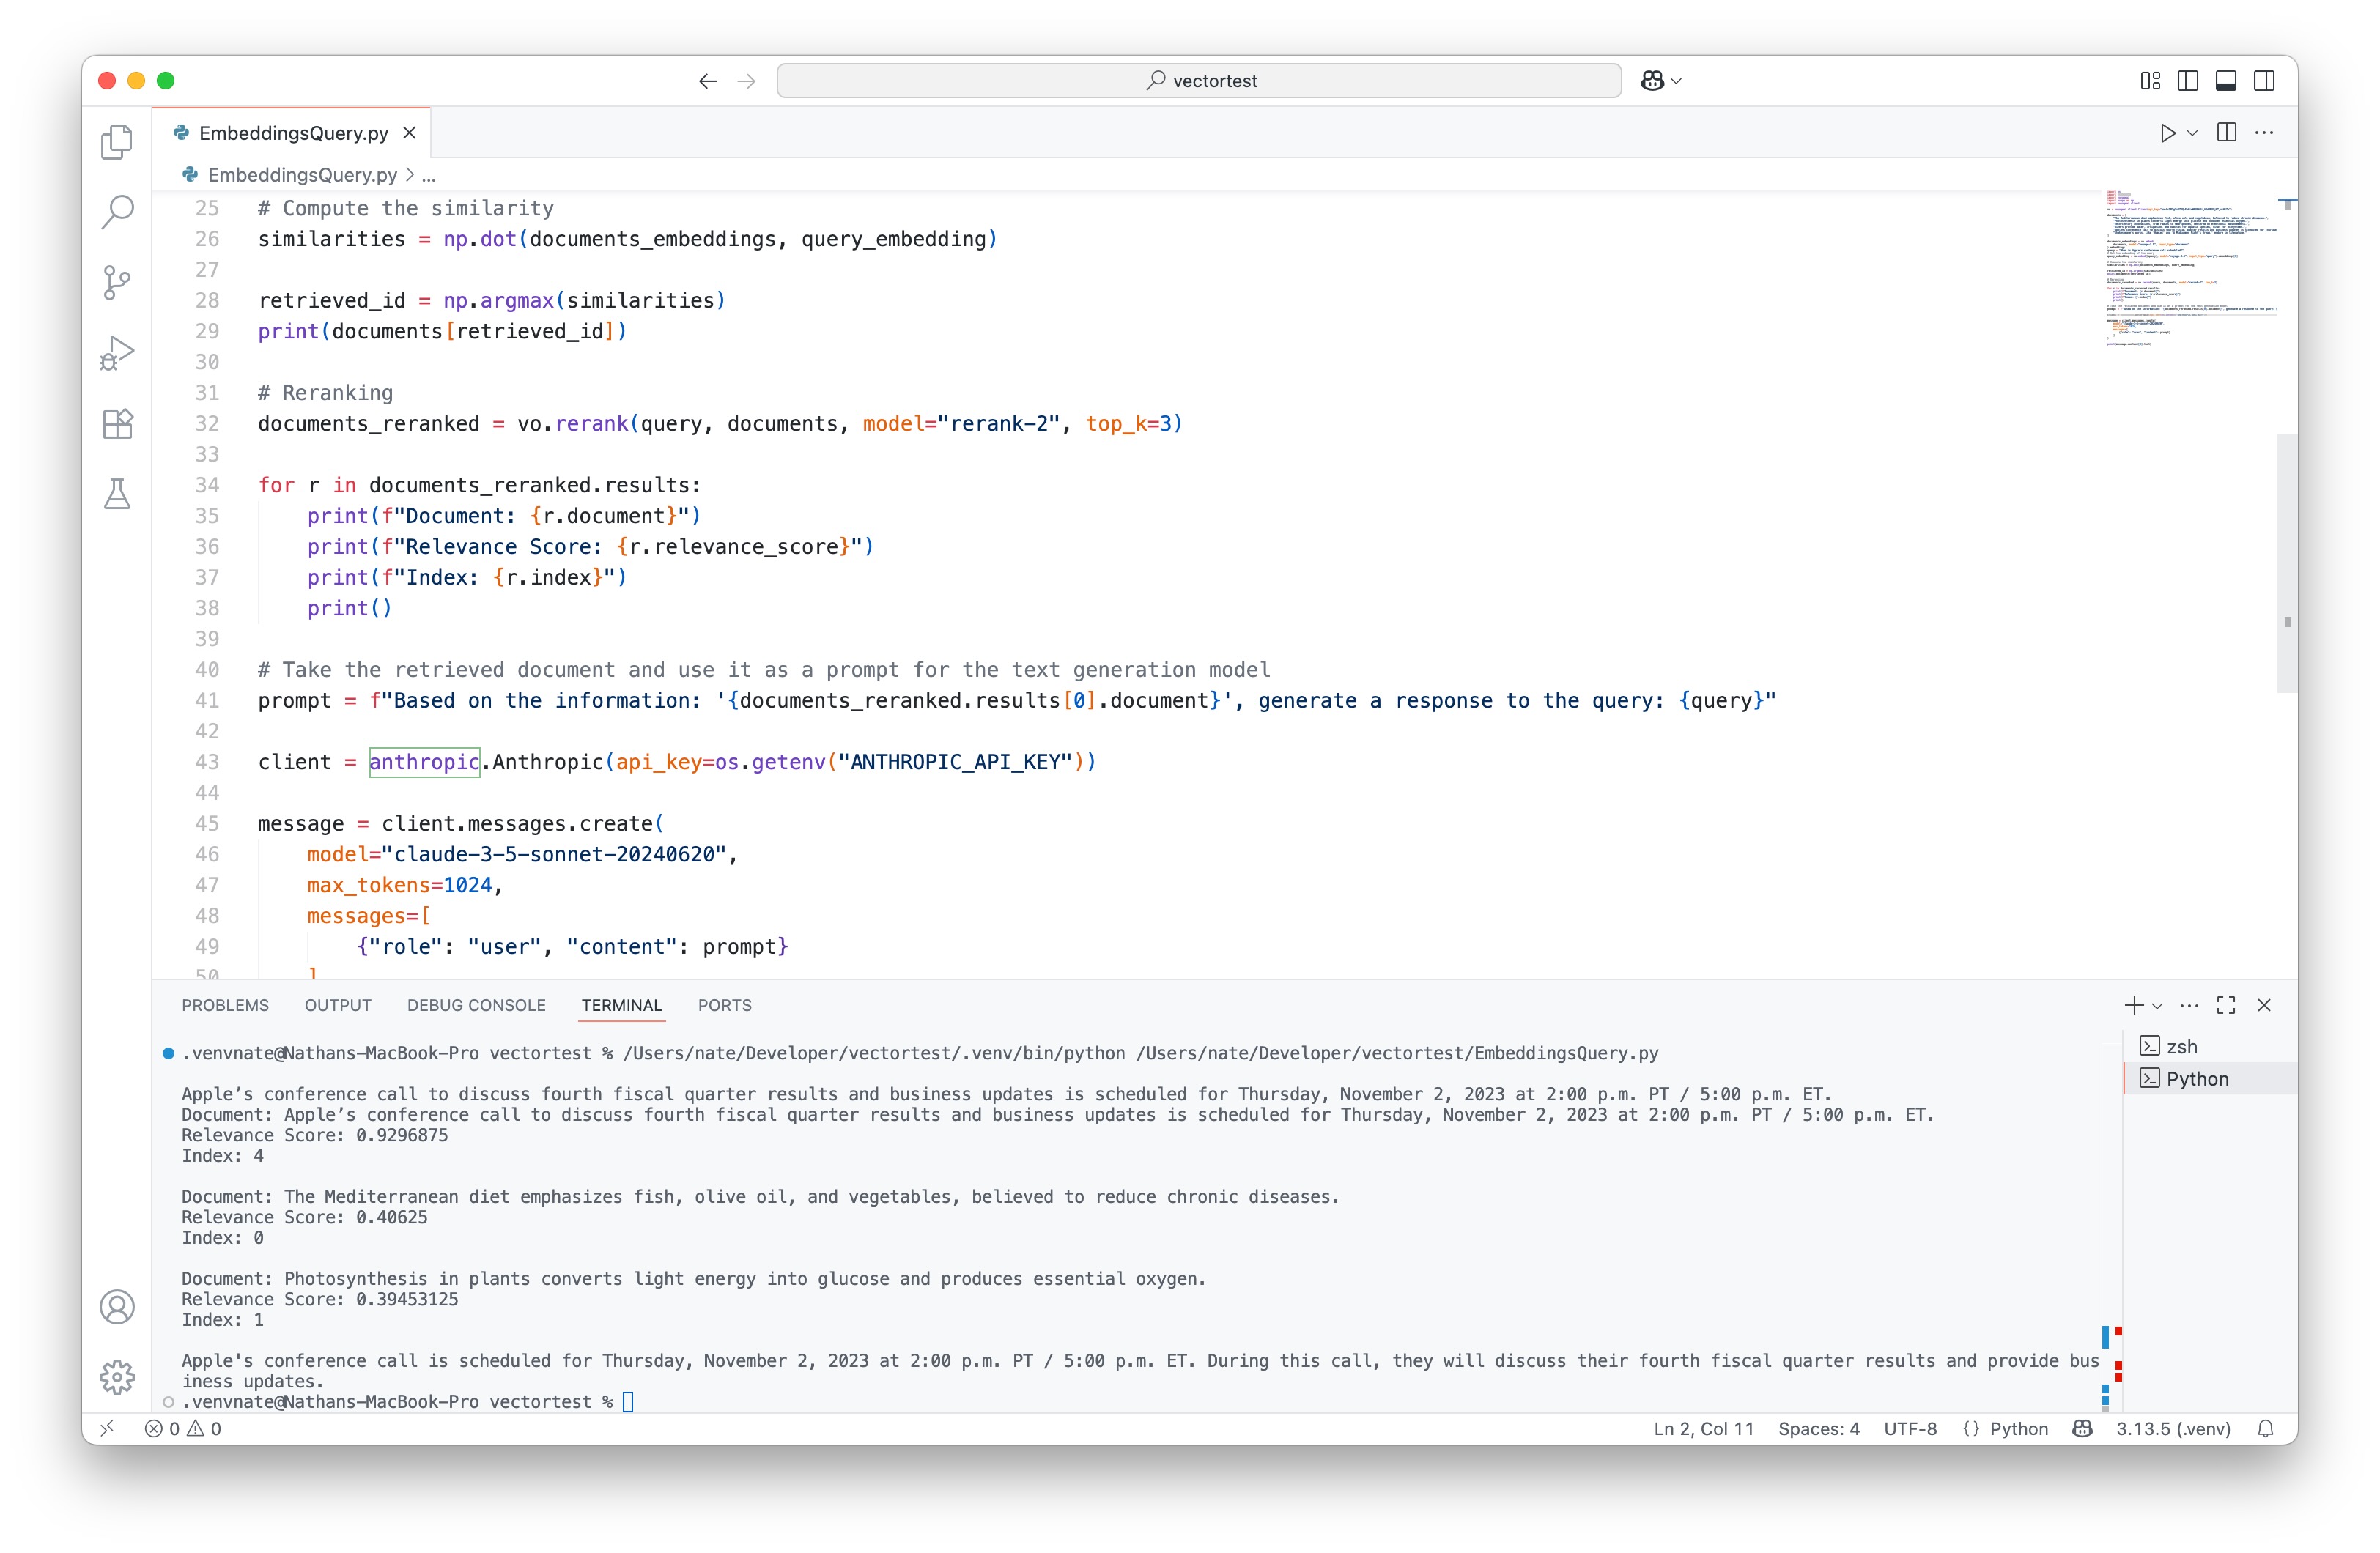 vectortest
EmbeddingsQuery.py
EmbeddingsQuery.py > ...
25 # Compute the similarity
26 similarities = np.dot(documents_embeddings, query_embedding)
27
28 retrieved_id = np.argmax(similarities)
29 print(documents[retrieved_id])
30
31 # Reranking
32 documents_reranked = vo.rerank(query, documents, model="rerank-2", top_k=3)
33
34 for r in documents_reranked.results:
35     print(f"Document: {r.document}")
36     print(f"Relevance Score: {r.relevance_score}")
37     print(f"Index: {r.index}")
38     print()
39
40 # Take the retrieved document and use it as a prompt for the text generation model
41 prompt = f"Based on the information: '{documents_reranked.results[0].document}', generate a response to the query: {query}"
42
43 client = anthropic.Anthropic(api_key=os.getenv("ANTHROPIC_API_KEY"))
44
45 message = client.messages.create(
46     model="claude-3-5-sonnet-20240620",
47     max_tokens=1024,
48     messages=[
49         {"role": "user", "content": prompt}
50     ]
PROBLEMS OUTPUT DEBUG CONSOLE TERMINAL PORTS
.venvnate@Nathans-MacBook-Pro vectortest % /Users/nate/Developer/vectortest/.venv/bin/python /Users/nate/Developer/vectortest/EmbeddingsQuery.py
Apple’s conference call to discuss fourth fiscal quarter results and business updates is scheduled for Thursday, November 2, 2023 at 2:00 p.m. PT / 5:00 p.m. ET.
Document: Apple’s conference call to discuss fourth fiscal quarter results and business updates is scheduled for Thursday, November 2, 2023 at 2:00 p.m. PT / 5:00 p.m. ET.
Relevance Score: 0.9296875
Index: 4
Document: The Mediterranean diet emphasizes fish, olive oil, and vegetables, believed to reduce chronic diseases.
Relevance Score: 0.40625
Index: 0
Document: Photosynthesis in plants converts light energy into glucose and produces essential oxygen.
Relevance Score: 0.39453125
Index: 1
Apple's conference call is scheduled for Thursday, November 2, 2023 at 2:00 p.m. PT / 5:00 p.m. ET. During this call, they will discuss their fourth fiscal quarter results and provide bus
iness updates.
.venvnate@Nathans-MacBook-Pro vectortest %
zsh
Python
0 0
Ln 2, Col 11 Spaces: 4 UTF-8 {} Python 3.13.5 (.venv)